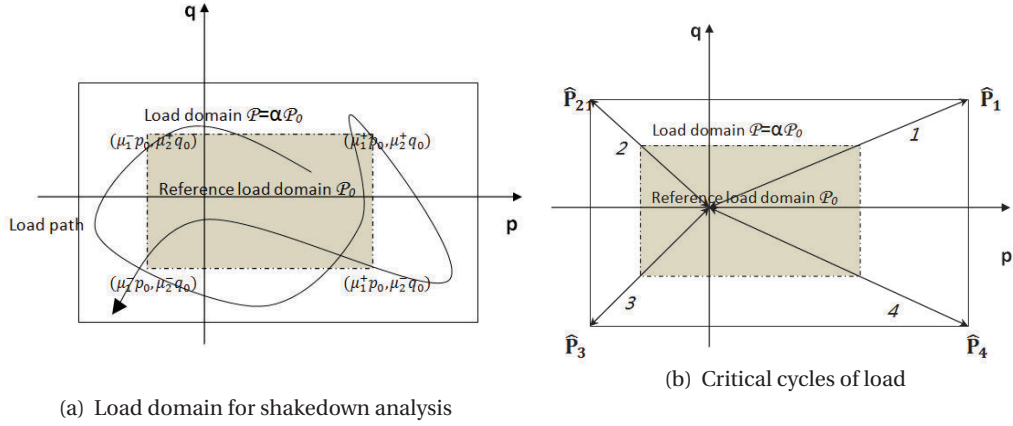 q
Load domain 𝒫=α𝒫₀
(μ₁⁻p₀, μ₂⁺q₀)
(μ₁⁺p₀, μ₂⁺q₀)
Reference load domain 𝒫₀
Load path
p
(μ₁⁻p₀, μ₂⁻q₀)
(μ₁⁺p₀, μ₂⁻q₀)
(a) Load domain for shakedown analysis
q
P̂₂₁
P̂₁
Load domain 𝒫=α𝒫₀
1
2
Reference load domain 𝒫₀
p
3
4
P̂₃
P̂₄
(b) Critical cycles of load